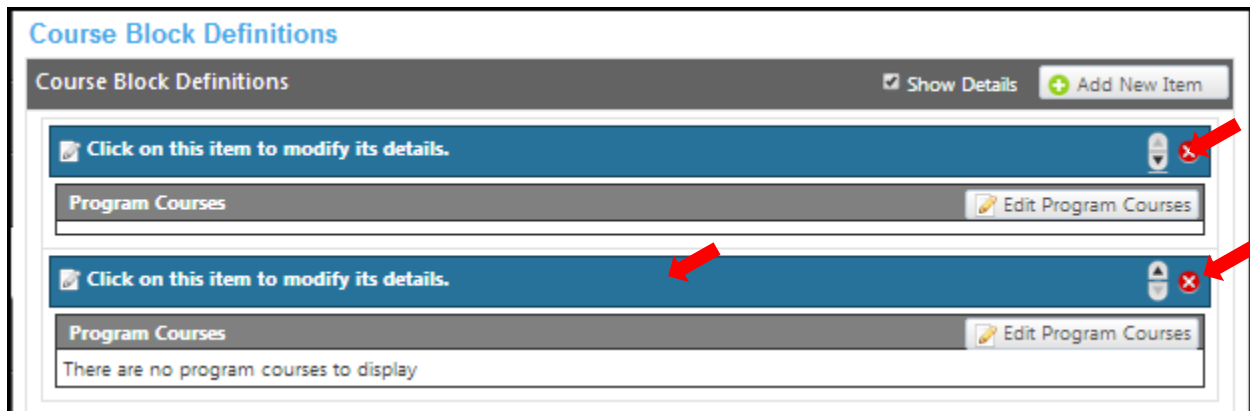 Course Block Definitions
Course Block Definitions Show Details Add New Item
Click on this item to modify its details.
Program Courses Edit Program Courses
Click on this item to modify its details.
Program Courses Edit Program Courses
There are no program courses to display